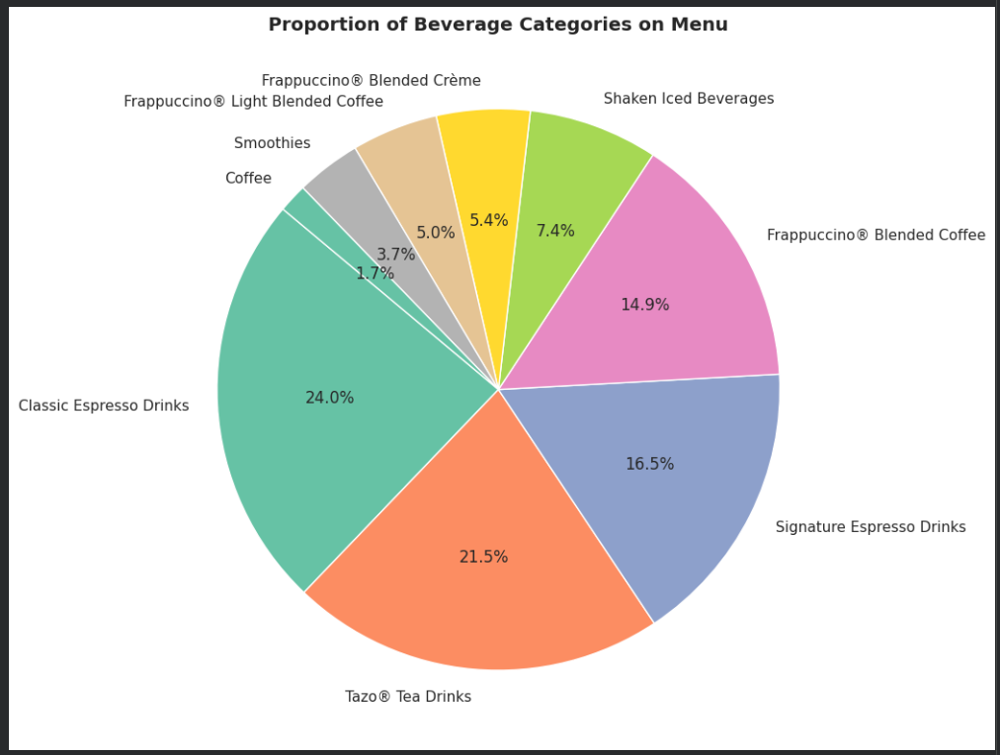 Proportion of Beverage Categories on Menu
Frappuccino® Blended Crème
Frappuccino® Light Blended Coffee
Shaken Iced Beverages
Smoothies
Coffee
5.4%
7.4%
5.0%
Frappuccino® Blended Coffee
3.7%
1.7%
14.9%
24.0%
Classic Espresso Drinks
16.5%
Signature Espresso Drinks
21.5%
Tazo® Tea Drinks